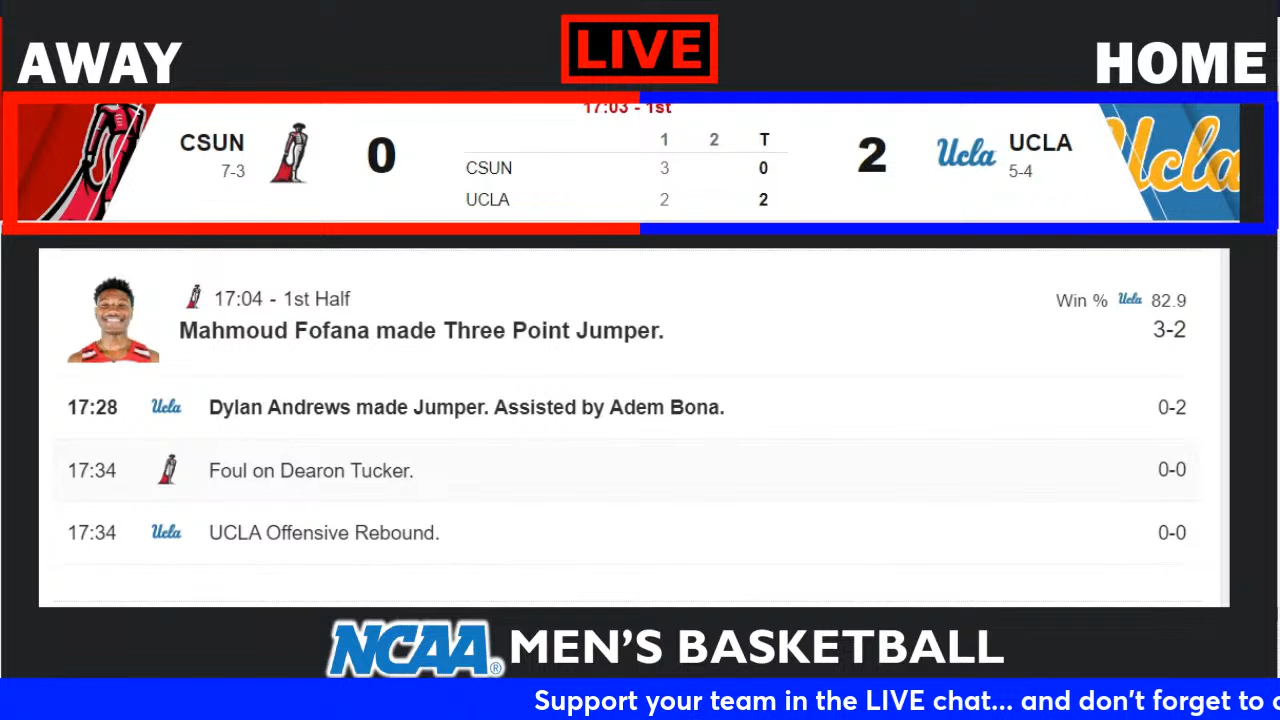 LIVE
AWAY
HOME
17:03 - 1st
CSUN
7-3
0
1 2 T
CSUN 3 0
UCLA 2 2
2
Ucla
UCLA
5-4
Ucla
17:04 - 1st Half
Mahmoud Fofana made Three Point Jumper.
Win % Ucla 82.9
3-2
17:28 Ucla Dylan Andrews made Jumper. Assisted by Adem Bona. 0-2
17:34 Foul on Dearon Tucker. 0-0
17:34 Ucla UCLA Offensive Rebound. 0-0
NCAA® MEN'S BASKETBALL
Support your team in the LIVE chat... and don't forget to